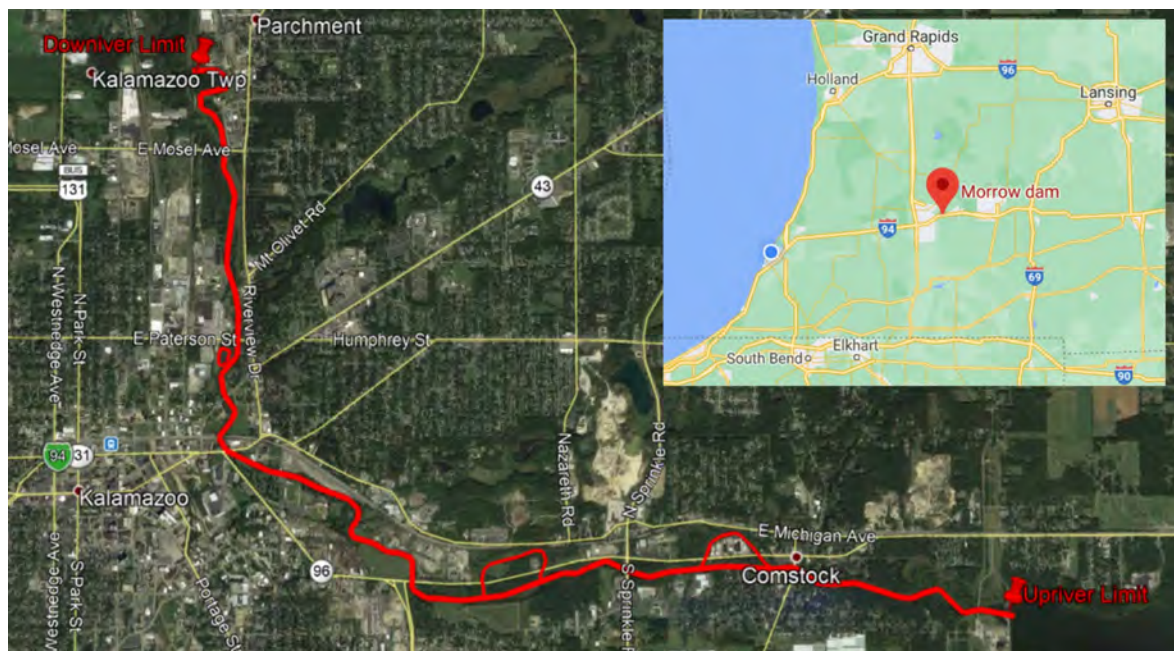 Downiver Limit
Parchment
Kalamazoo Twp
Mosel Ave
E Mosel Ave
BUS
131
43
Mt Olivet Rd
N Westnedge Ave
N Park St
Riverview Dr
E Paterson St
Humphrey St
Nazareth Rd
N Sprinkle Rd
94
31
Kalamazoo
Westnedge Ave
S Park St
Portage St
96
E Michigan Ave
Comstock
S Sprinkle R
Upriver Limit
Grand Rapids
96
Holland
Lansing
Morrow dam
94
69
South Bend
Elkhart
90